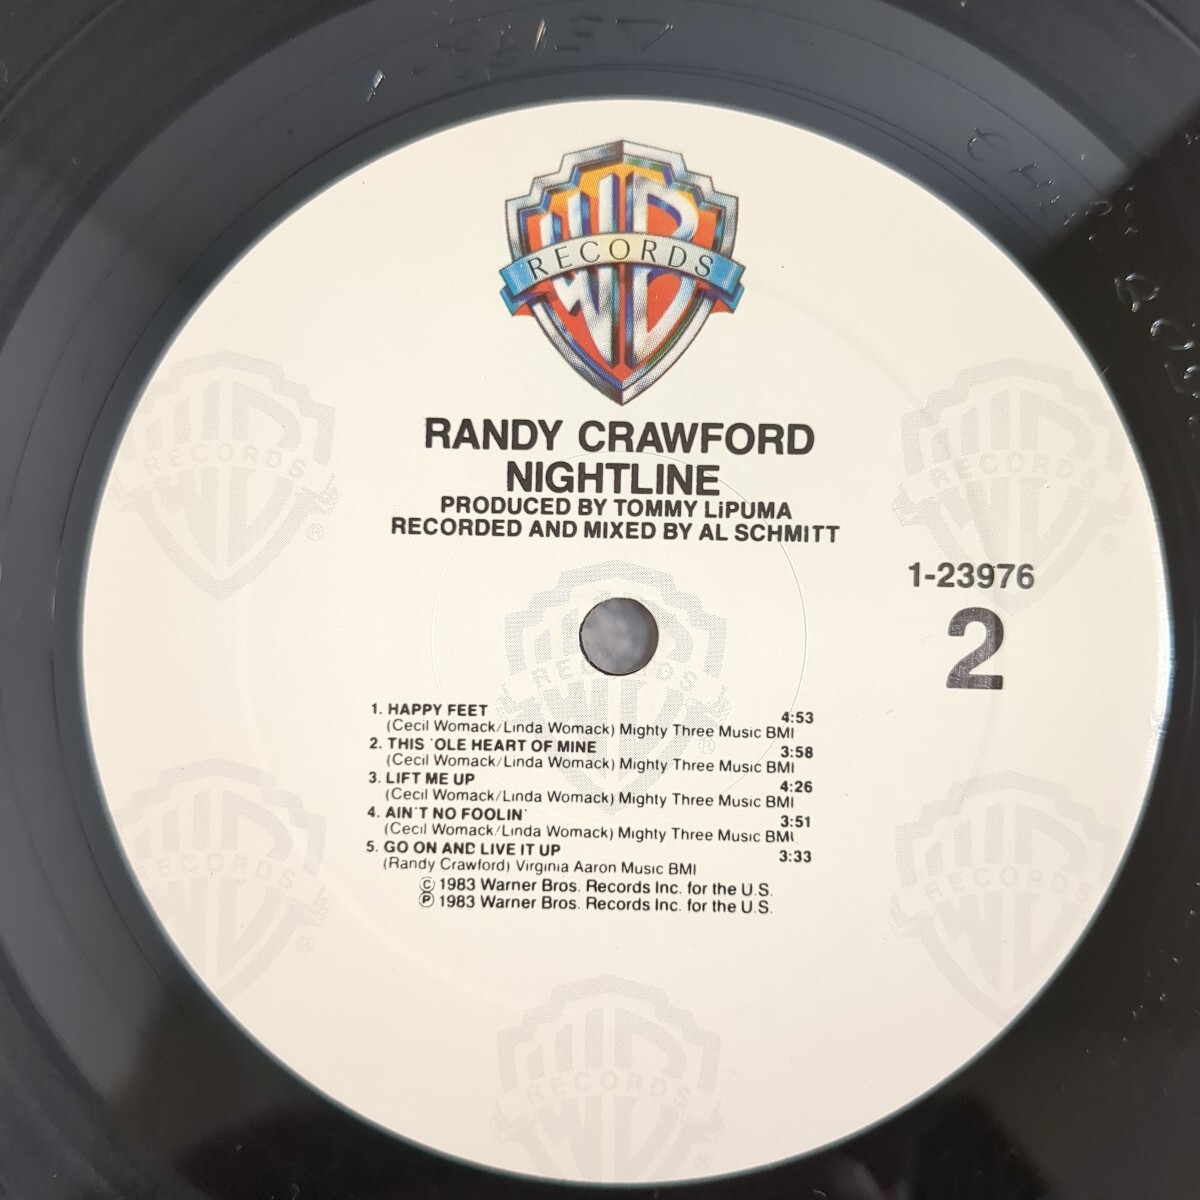 WB
RECORDS
RANDY CRAWFORD
NIGHTLINE
PRODUCED BY TOMMY LiPUMA
RECORDED AND MIXED BY AL SCHMITT
1-23976
2
1. HAPPY FEET 4:53
(Cecil Womack/Linda Womack) Mighty Three Music BMI
2. THIS 'OLE HEART OF MINE 3:58
(Cecil Womack/Linda Womack) Mighty Three Music BMI
3. LIFT ME UP 4:26
(Cecil Womack/Linda Womack) Mighty Three Music BMI
4. AIN'T NO FOOLIN' 3:51
(Cecil Womack/Linda Womack) Mighty Three Music BMI
5. GO ON AND LIVE IT UP 3:33
(Randy Crawford) Virginia Aaron Music BMI
© 1983 Warner Bros. Records Inc. for the U.S.
℗ 1983 Warner Bros. Records Inc. for the U.S.